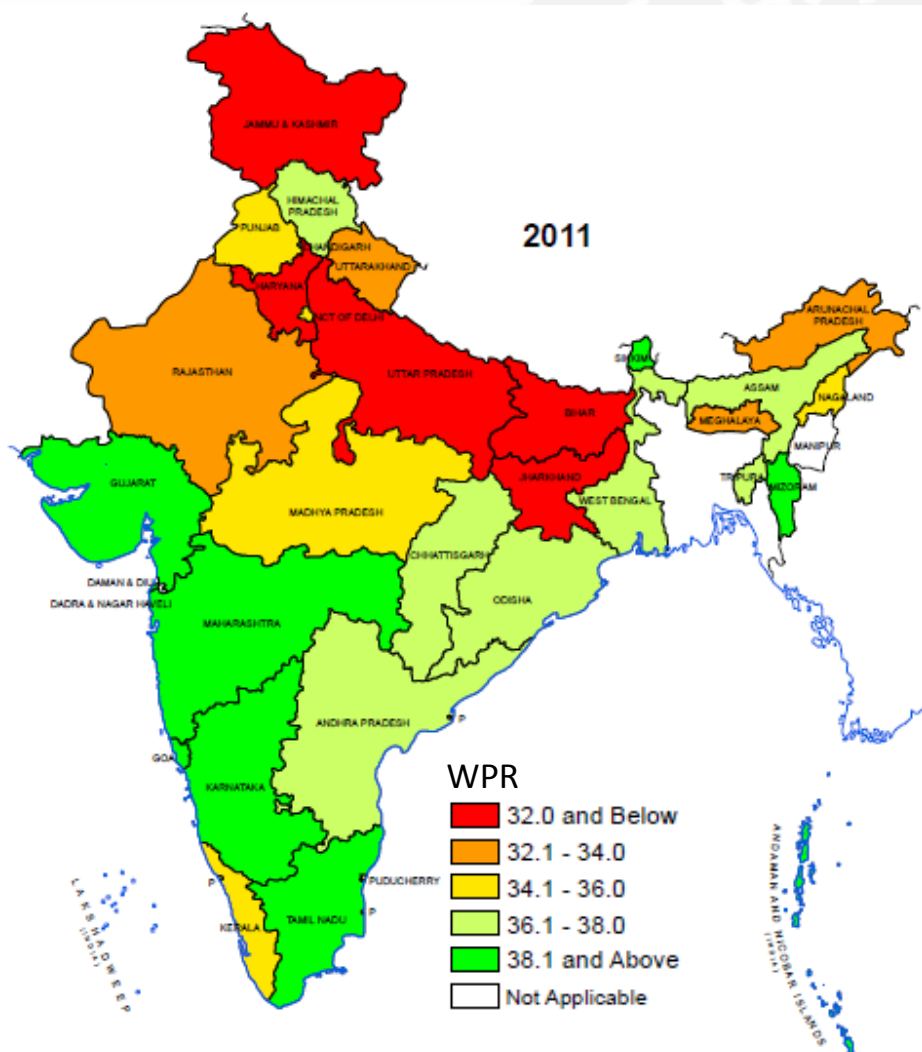 JAMMU & KASHMIR
HIMACHAL
PRADESH
PUNJAB
2011
CHANDIGARH
UTTARAKHAND
HARYANA
NCT OF DELHI
ARUNACHAL
PRADESH
SIKKIM
RAJASTHAN
UTTAR PRADESH
ASSAM
NAGALAND
BIHAR
MEGHALAYA
MANIPUR
GUJARAT
JHARKHAND
TRIPURA
MIZORAM
WEST BENGAL
MADHYA PRADESH
CHHATTISGARH
DAMAN & DIU
DADRA & NAGAR HAVELI
ODISHA
MAHARASHTRA
ANDHRA PRADESH
P
GOA
KARNATAKA
WPR
32.0 and Below
32.1 - 34.0
34.1 - 36.0
36.1 - 38.0
38.1 and Above
Not Applicable
P
PUDUCHERRY
P
KERALA
TAMIL NADU
LAKSHADWEEP
(INDIA)
ANDAMAN AND NICOBAR ISLANDS
(INDIA)